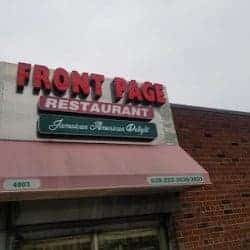 FRONT PAGE
RESTAURANT
Jamaican American Delight
4803